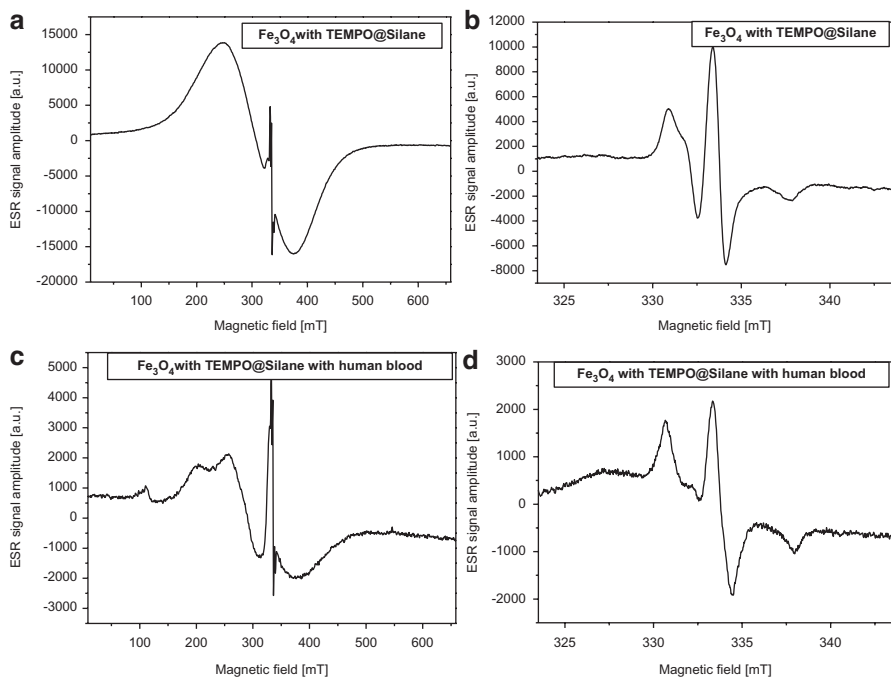 a
Fe3O4 with TEMPO@Silane
15000
10000
5000
0
-5000
-10000
-15000
-20000
ESR signal amplitude [a.u.]
100 200 300 400 500 600
Magnetic field [mT]
b
Fe3O4 with TEMPO@Silane
12000
10000
8000
6000
4000
2000
0
-2000
-4000
-6000
-8000
ESR signal amplitude [a.u.]
325 330 335 340
Magnetic field [mT]
c
Fe3O4 with TEMPO@Silane with human blood
5000
4000
3000
2000
1000
0
-1000
-2000
-3000
ESR signal amplitude [a.u.]
100 200 300 400 500 600
Magnetic field [mT]
d
Fe3O4 with TEMPO@Silane with human blood
3000
2000
1000
0
-1000
-2000
ESR signal amplitude [a.u.]
325 330 335 340
Magnetic field [mT]